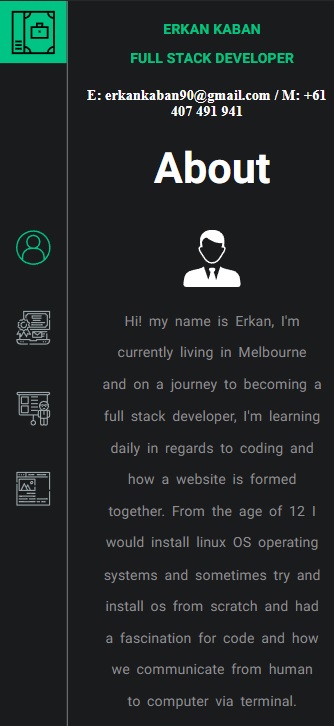 ERKAN KABAN
FULL STACK DEVELOPER
E: erkankaban90@gmail.com / M: +61
407 491 941
About
Hi! my name is Erkan, I'm
currently living in Melbourne
and on a journey to becoming a
full stack developer, I'm learning
daily in regards to coding and
how a website is formed
together. From the age of 12 I
would install linux OS operating
systems and sometimes try and
install os from scratch and had
a fascination for code and how
we communicate from human
to computer via terminal.